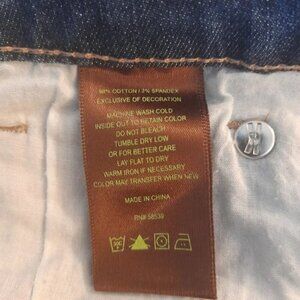 98% COTTON / 2% SPANDEX
EXCLUSIVE OF DECORATION
MACHINE WASH COLD
INSIDE OUT TO RETAIN COLOR
DO NOT BLEACH
TUMBLE DRY LOW
OR FOR BETTER CARE
LAY FLAT TO DRY
WARM IRON IF NECESSARY
COLOR MAY TRANSFER WHEN NEW
MADE IN CHINA
RN# 58539